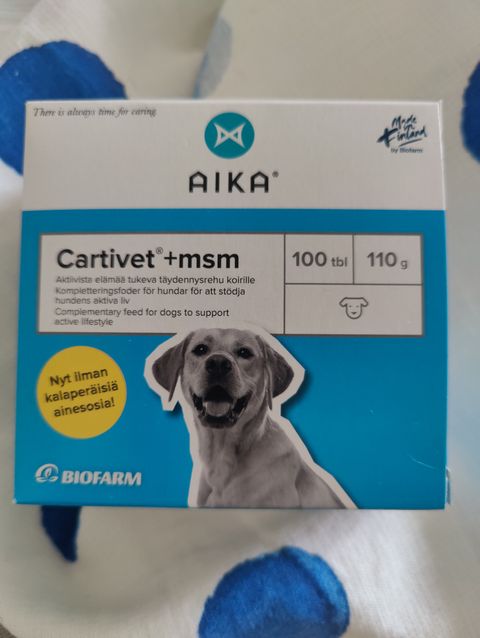 There is always time for caring.
Made in
Finland
by Biofarm
AIKA®
Cartivet®+msm
100 tbl
110 g
Aktiivista elämää tukeva täydennysrehu koirille
Kompletteringsfoder för hundar för att stödja
hundens aktiva liv
Complementary feed for dogs to support
active lifestyle
Nyt ilman
kalaperäisiä
ainesosia!
BIOFARM